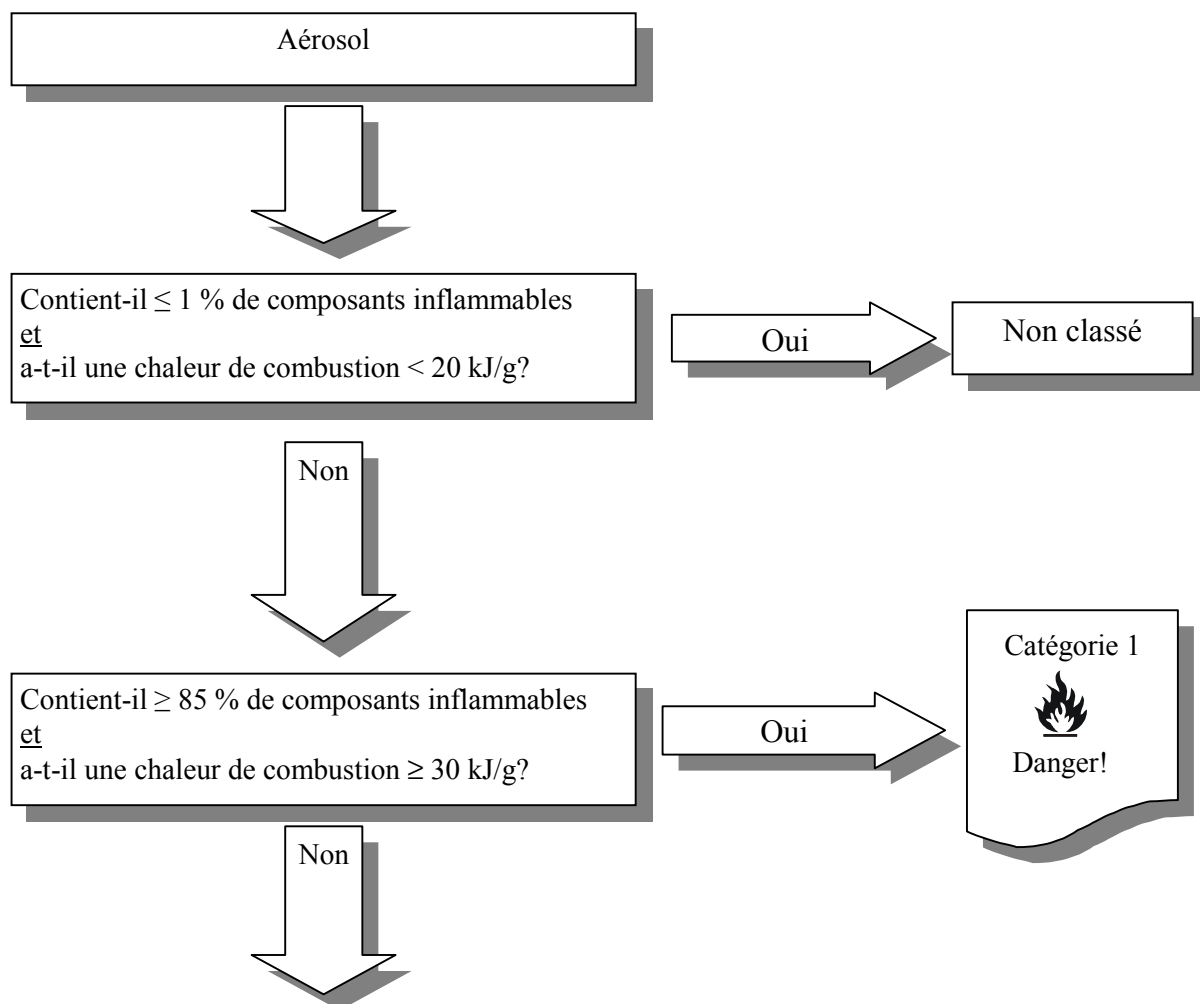 Aérosol
Contient-il ≤ 1 % de composants inflammables
et
a-t-il une chaleur de combustion < 20 kJ/g?
Oui
Non classé
Non
Contient-il ≥ 85 % de composants inflammables
et
a-t-il une chaleur de combustion ≥ 30 kJ/g?
Oui
Catégorie 1
Danger!
Non